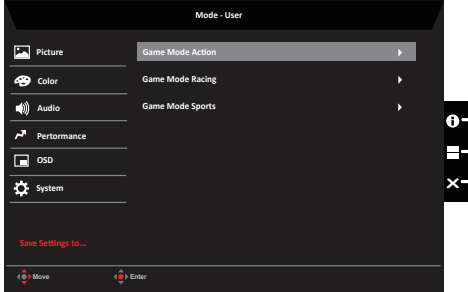 Mode - User
Picture
Game Mode Action
Color
Game Mode Racing
Audio
Game Mode Sports
Pertormance
OSD
System
Save Settings to...
Move
Enter